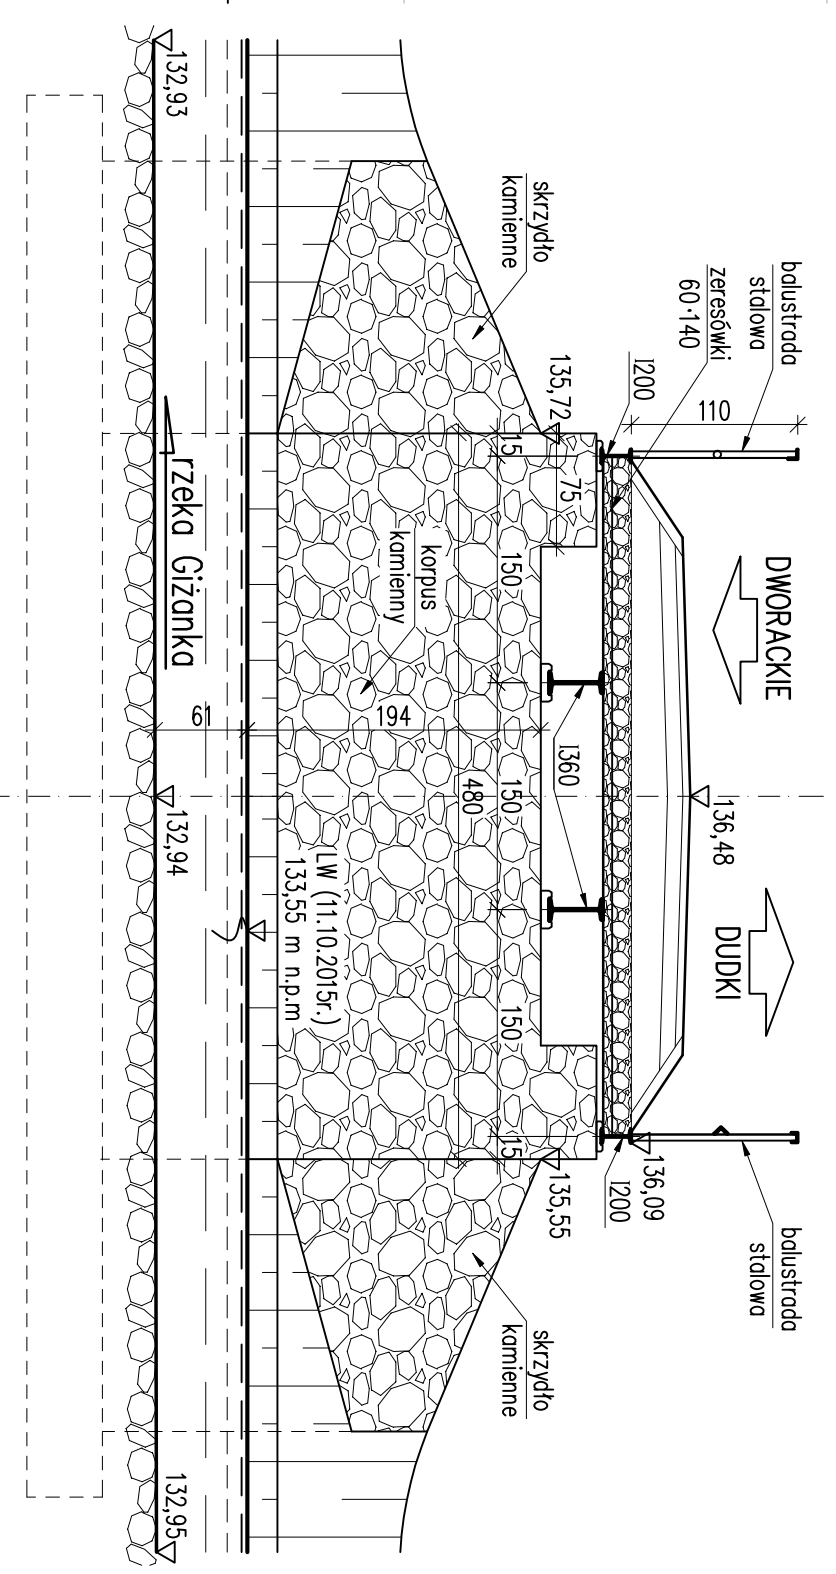 balustrada
stalowa
zeresówki
60·140
I200
110
DWORACKIE
136,48
DUDKI
136,09
I200
balustrada
stalowa
skrzydło
kamienne
135,72
15
75
150
I360
150
480
150
15
135,55
skrzydło
kamienne
korpus
kamienny
61
194
LW (11.10.2015r.)
133,55 m n.p.m
132,93
rzeka Giżanka
132,94
132,95